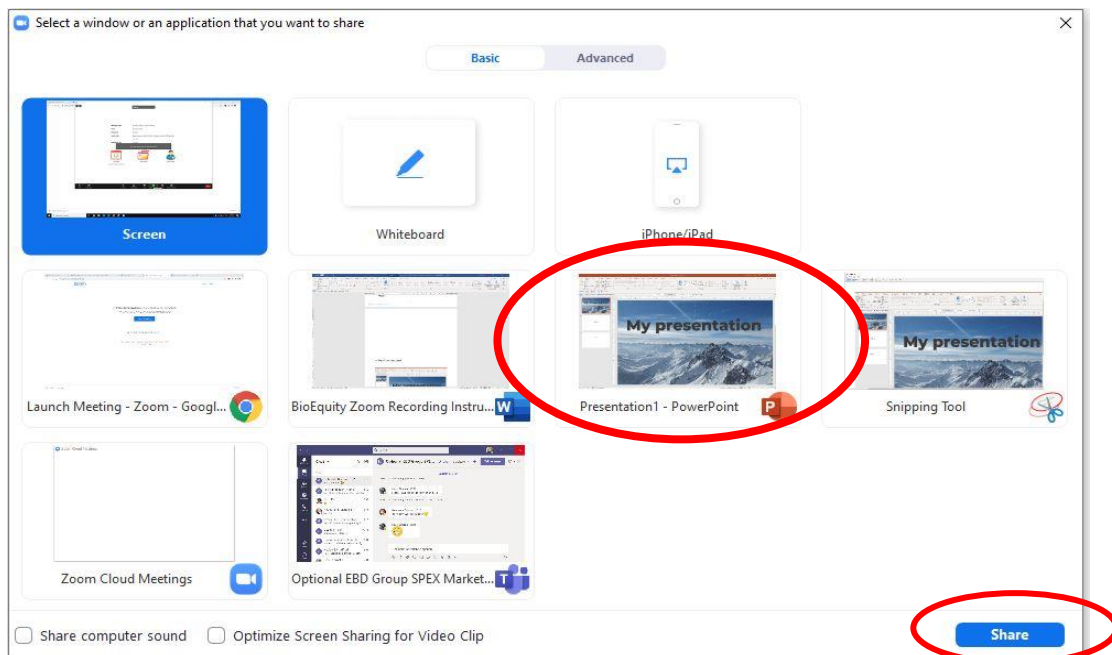 Select a window or an application that you want to share
Basic Advanced
Screen Whiteboard iPhone/iPad
My presentation
My presentation
Launch Meeting - Zoom - Googl... BioEquity Zoom Recording Instru... Presentation1 - PowerPoint Snipping Tool
Zoom Cloud Meetings Optional EBD Group SPEX Market...
Share computer sound Optimize Screen Sharing for Video Clip Share